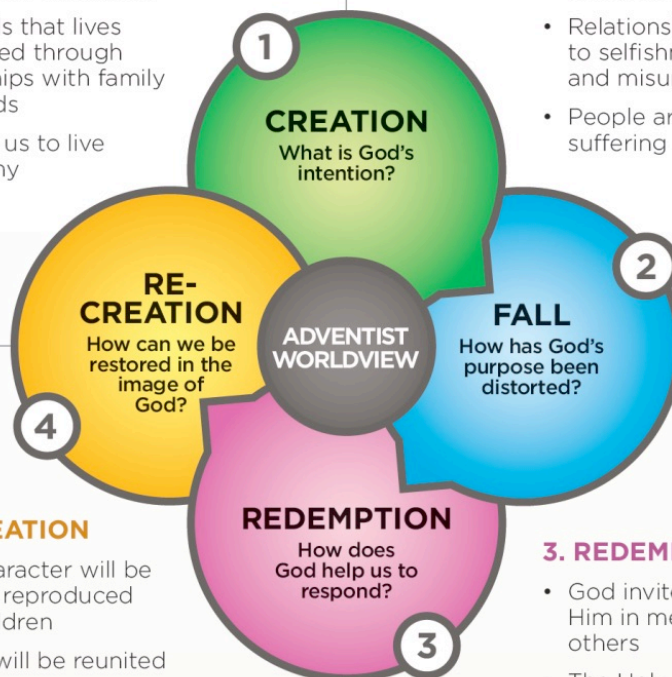 s that lives
ed through
ips with family
ds
us to live
ny
1
CREATION
What is God's
intention?
• Relations
to selfishn
and misu
• People ar
suffering
2
FALL
How has God's
purpose been
distorted?
RE-
CREATION
How can we be
restored in the
image of
God?
4
ADVENTIST
WORLDVIEW
REDEMPTION
How does
God help us to
respond?
3
EATION
aracter will be
reproduced
dren
will be reunited
3. REDEM
• God invite
Him in me
others